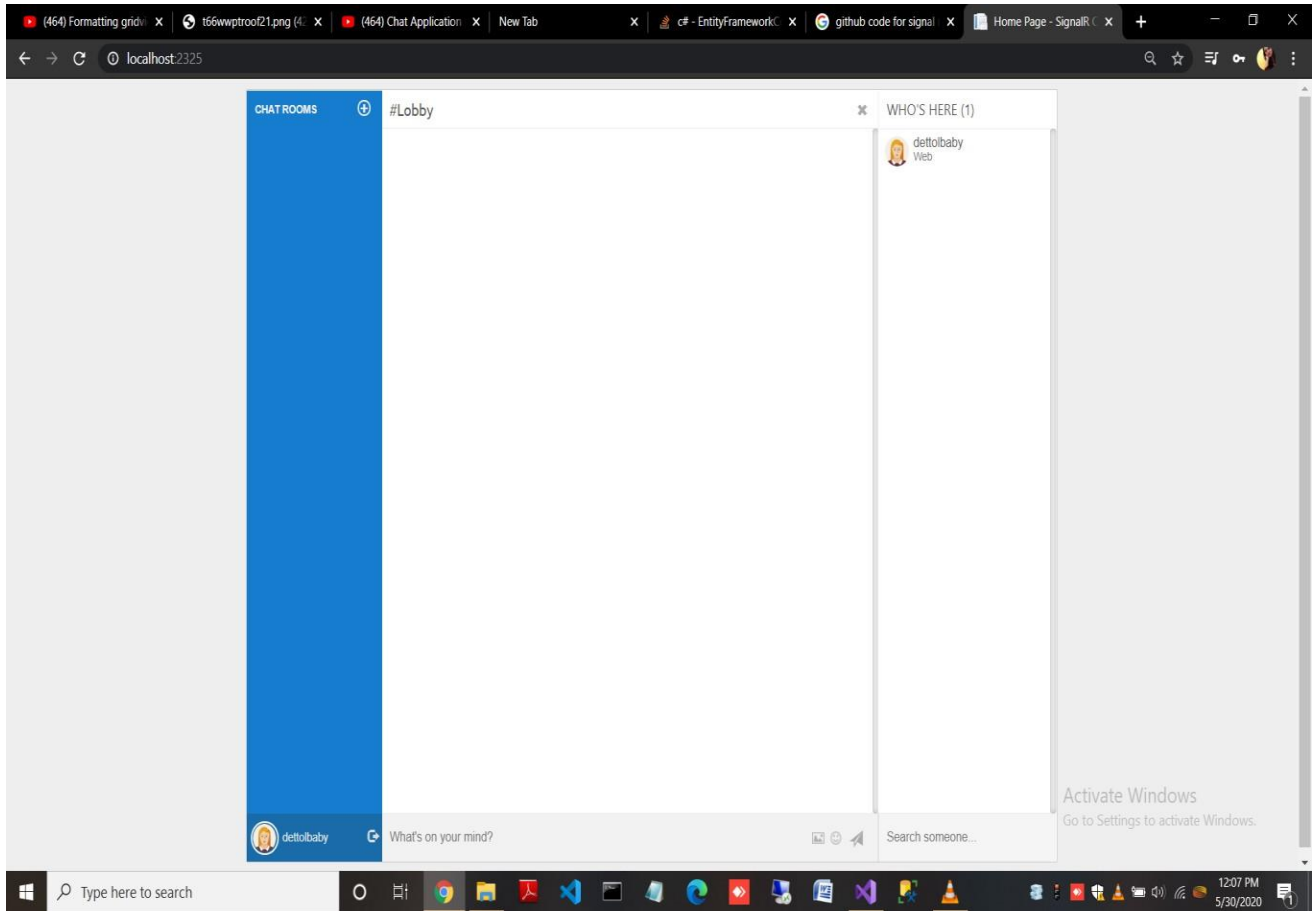 (464) Formatting gridvi
t66wwptroof21.png (42
(464) Chat Application
New Tab
c# - EntityFrameworkC
github code for signal
Home Page - SignalR C
localhost:2325
CHAT ROOMS
#Lobby
WHO'S HERE (1)
dettolbaby
Web
Activate Windows
Go to Settings to activate Windows.
dettolbaby
What's on your mind?
Search someone...
Type here to search
12:07 PM
5/30/2020
1